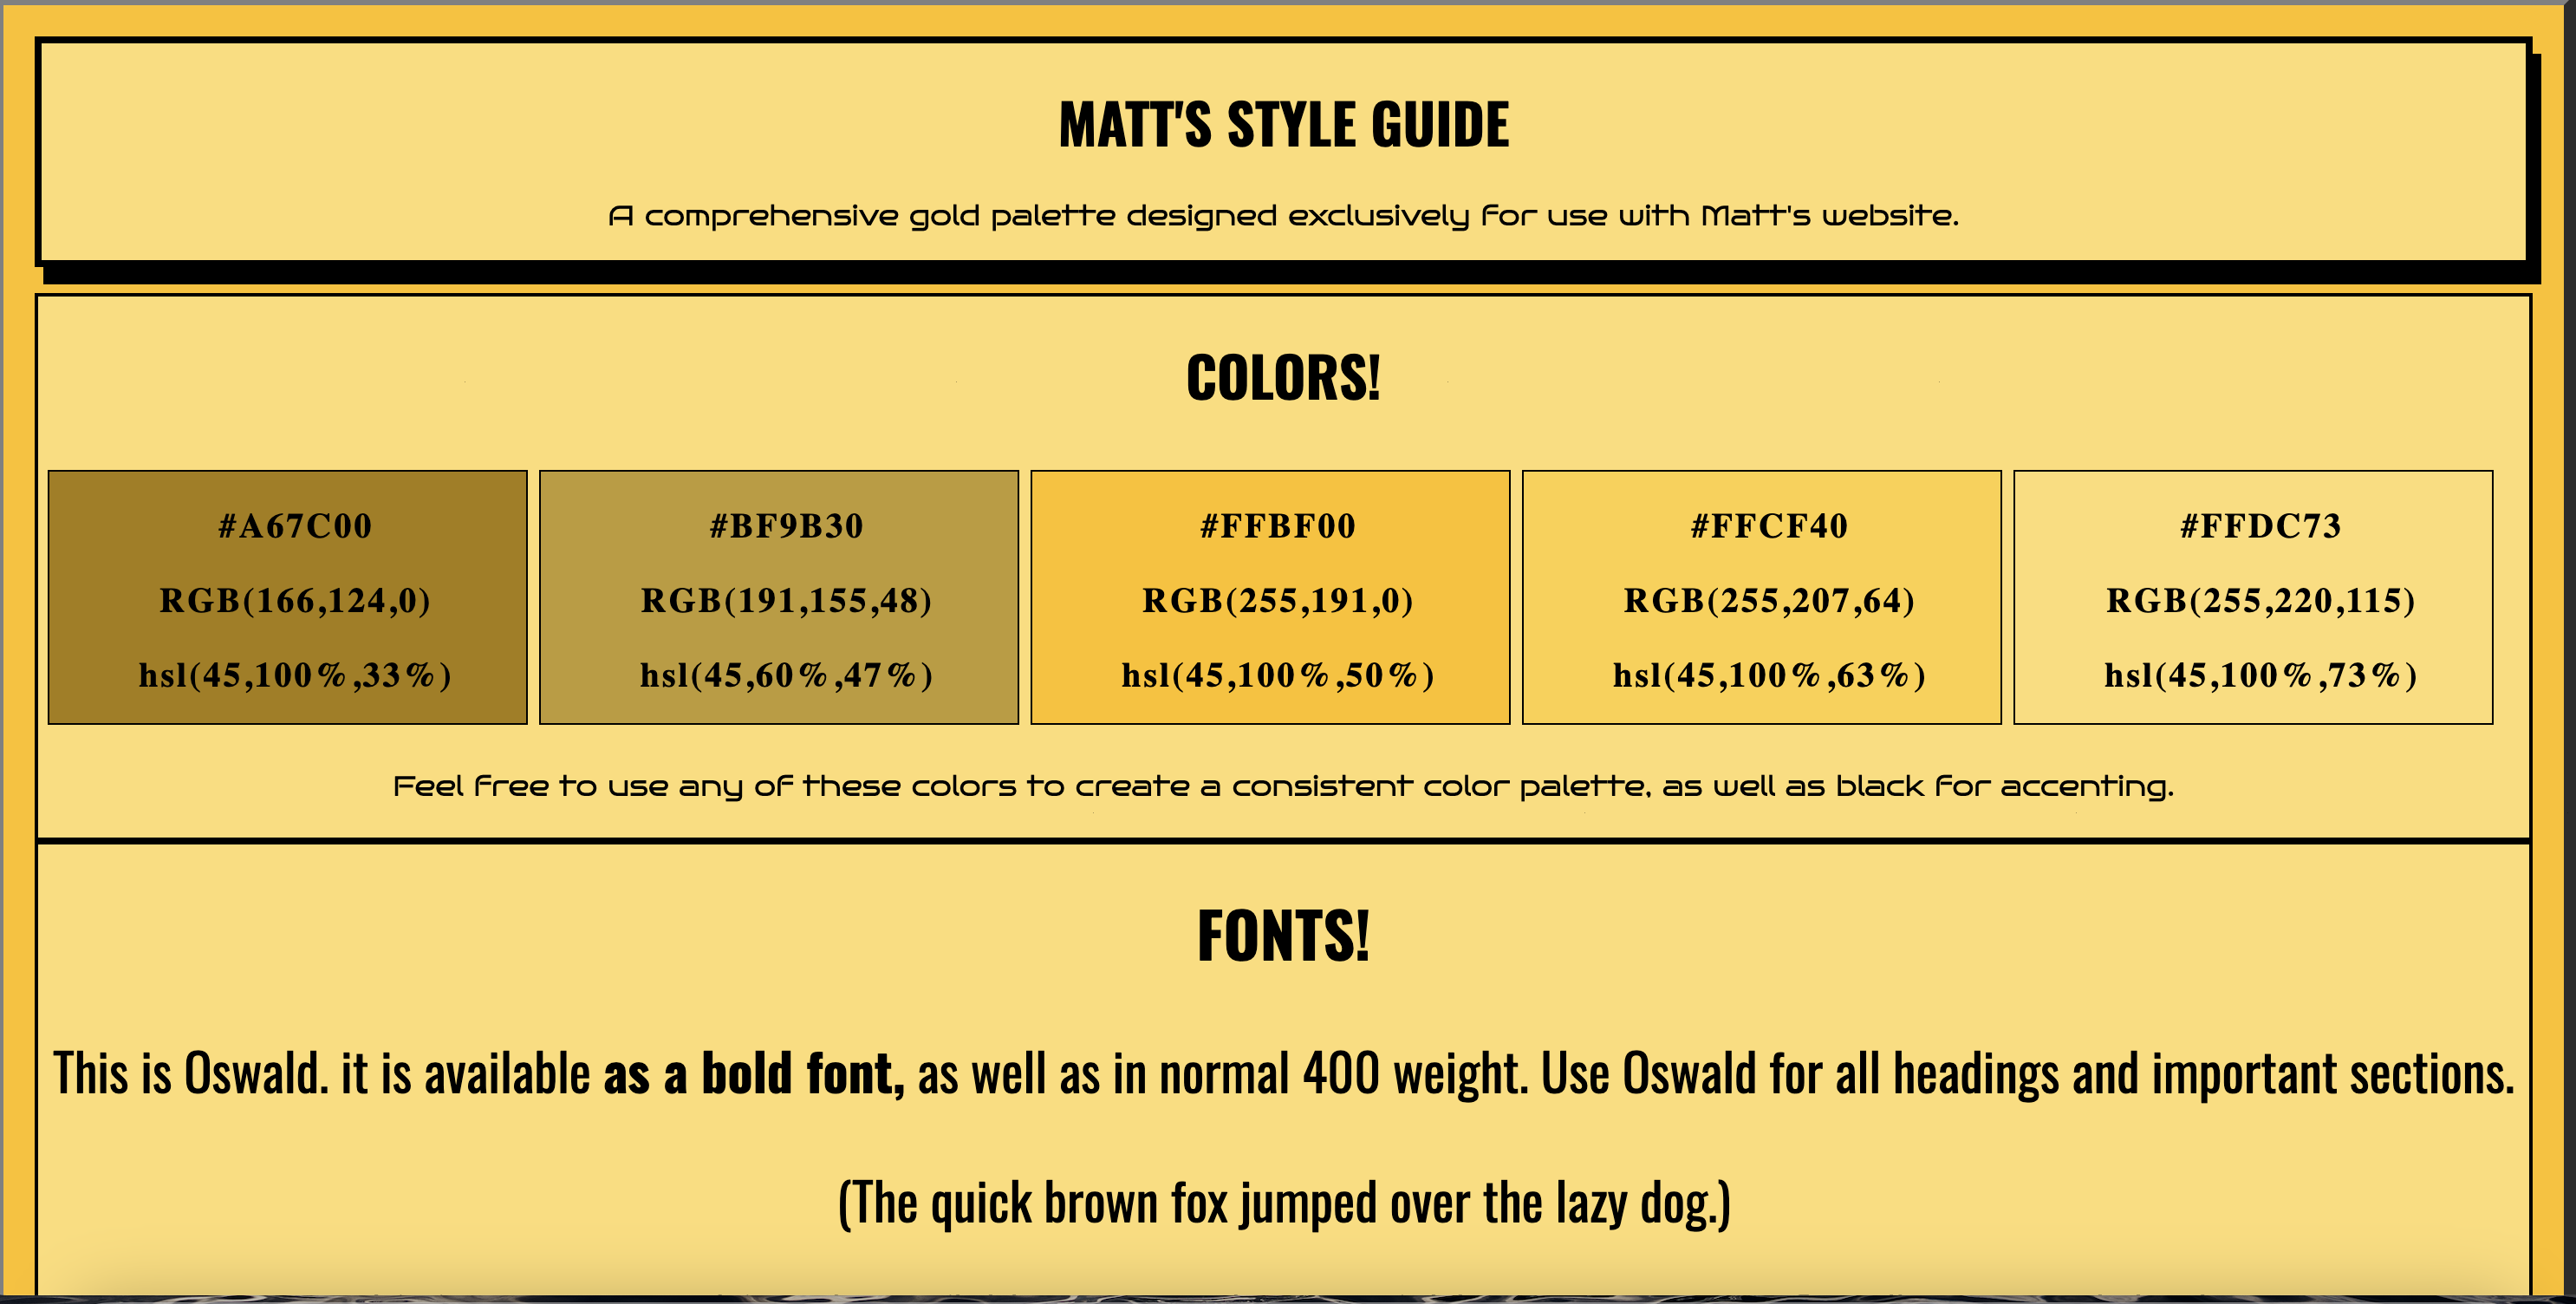 MATT'S STYLE GUIDE
A comprehensive gold palette designed exclusively for use with Matt's website.
COLORS!
#A67C00
RGB(166,124,0)
hsl(45,100%,33%)
#BF9B30
RGB(191,155,48)
hsl(45,60%,47%)
#FFBF00
RGB(255,191,0)
hsl(45,100%,50%)
#FFCF40
RGB(255,207,64)
hsl(45,100%,63%)
#FFDC73
RGB(255,220,115)
hsl(45,100%,73%)
Feel free to use any of these colors to create a consistent color palette, as well as black for accenting.
FONTS!
This is Oswald. it is available as a bold font, as well as in normal 400 weight. Use Oswald for all headings and important sections.
(The quick brown fox jumped over the lazy dog.)